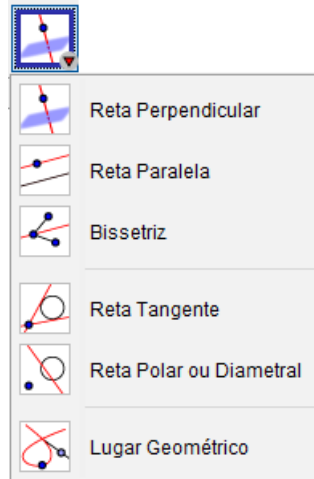 Reta Perpendicular
Reta Paralela
Bissetriz
Reta Tangente
Reta Polar ou Diametral
Lugar Geométrico